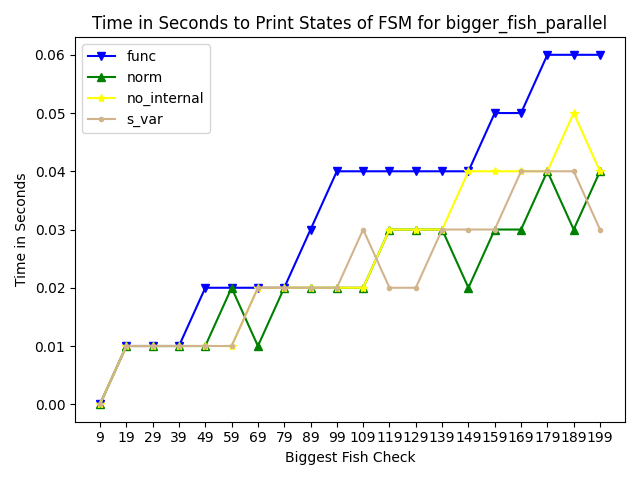 Time in Seconds to Print States of FSM for bigger_fish_parallel
func
norm
no_internal
s_var
Time in Seconds
0.06
0.05
0.04
0.03
0.02
0.01
0.00
9 19 29 39 49 59 69 79 89 99 109 119 129 139 149 159 169 179 189 199
Biggest Fish Check